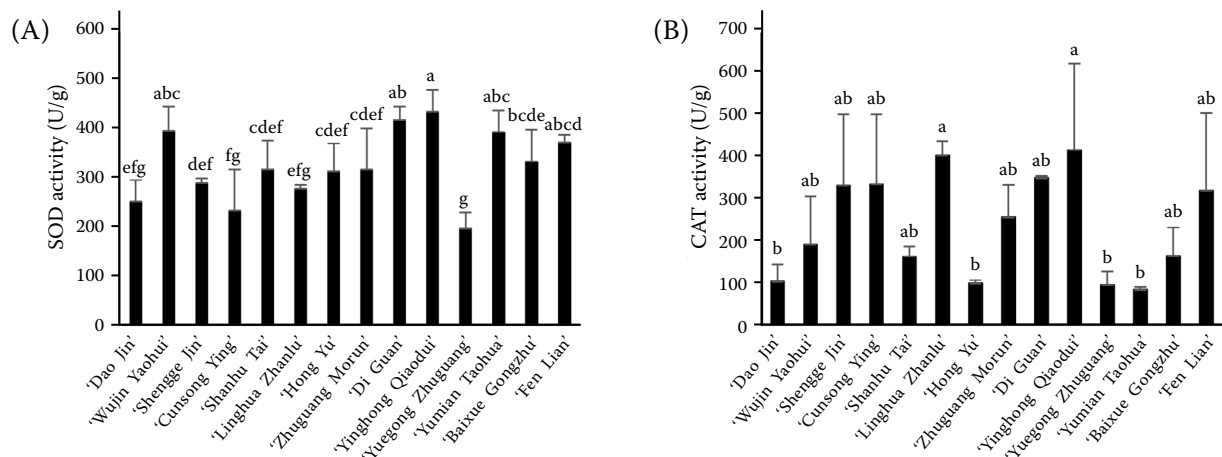 (A)
SOD activity (U/g)
600
500
400
300
200
100
0
efg
abc
def
fg
cdef
efg
cdef
cdef
ab
a
g
abc
bcde
abcd
‘Dao Jin’
‘Wujin Yaohui’
‘Shengge Jin’
‘Cunsong Ying’
‘Shanhu Tai’
‘Linghua Zhanlu’
‘Hong Yu’
‘Zhuguang Morun’
‘Di Guan’
‘Yinghong Qiaodui’
‘Yuegong Zhuguang’
‘Yumian Taohua’
‘Baixue Gongzhu’
‘Fen Lian’
(B)
CAT activity (U/g)
700
600
500
400
300
200
100
0
b
ab
ab
ab
ab
a
b
ab
ab
a
b
b
ab
ab
‘Dao Jin’
‘Wujin Yaohui’
‘Shengge Jin’
‘Cunsong Ying’
‘Shanhu Tai’
‘Linghua Zhanlu’
‘Hong Yu’
‘Zhuguang Morun’
‘Di Guan’
‘Yinghong Qiaodui’
‘Yuegong Zhuguang’
‘Yumian Taohua’
‘Baixue Gongzhu’
‘Fen Lian’